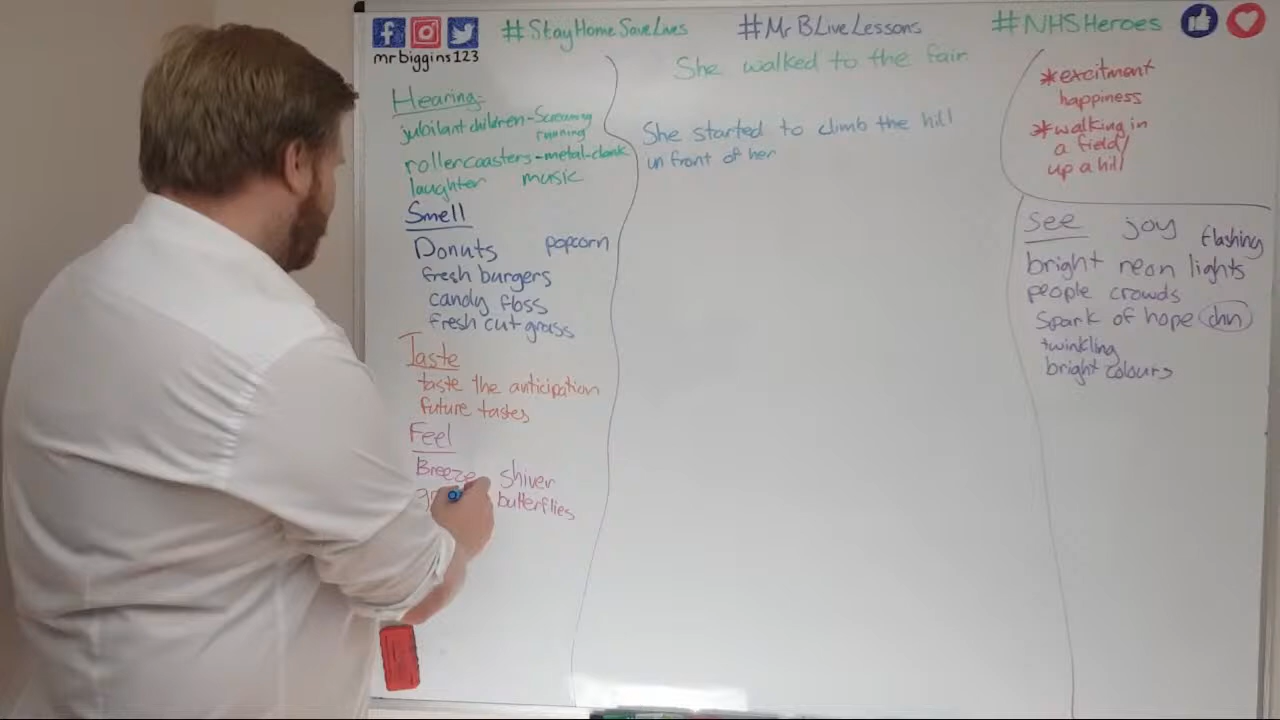 #StayHomeSaveLives #MrBLiveLessons #NHSHeroes
mrbiggins123
She walked to the fair.
Hearing:
jubilant children - Screaming
running
rollercoasters - metal-clank
laughter music
Smell
Donuts popcorn
fresh burgers
candy floss
fresh cut grass
Taste
taste the anticipation
future tastes
Feel
Breeze shiver
butterflies
She started to climb the hill
in front of her
*excitment
happiness
*walking in
a field/
up a hill
see joy flashing
bright neon lights
people crowds
Spark of hope chn
twinkling
bright colours